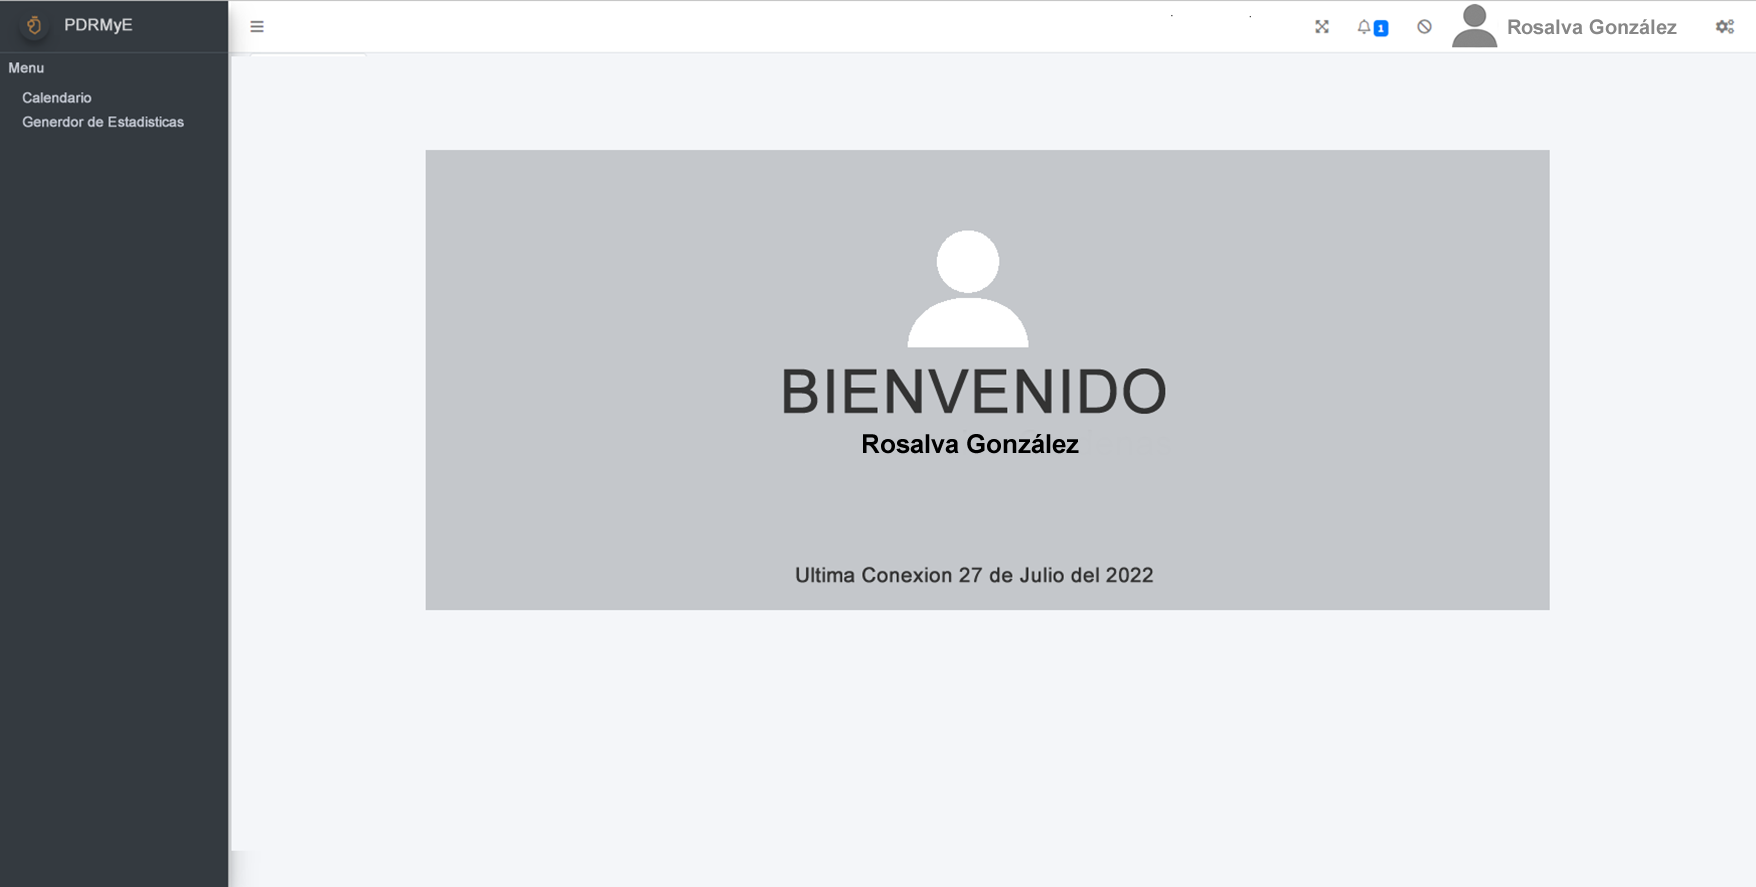 PDRMyE
1
Rosalva González
Menu
Calendario
Generdor de Estadisticas
BIENVENIDO
Rosalva González
Ultima Conexion 27 de Julio del 2022